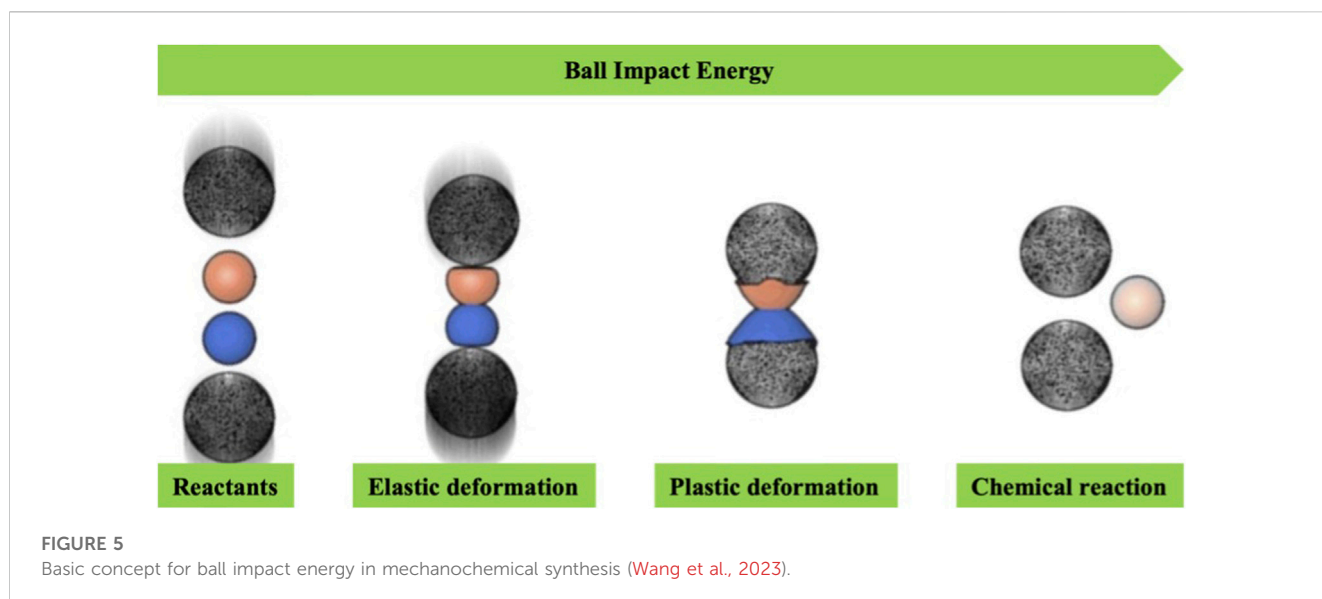 Ball Impact Energy
Reactants
Elastic deformation
Plastic deformation
Chemical reaction
FIGURE 5
Basic concept for ball impact energy in mechanochemical synthesis (Wang et al., 2023).